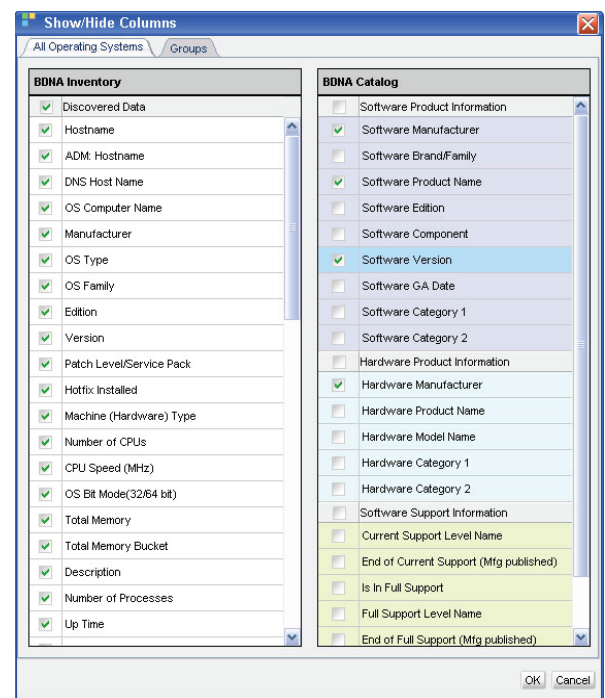 Show/Hide Columns
All Operating Systems
Groups
BDNA Inventory
Discovered Data
Hostname
ADM: Hostname
DNS Host Name
OS Computer Name
Manufacturer
OS Type
OS Family
Edition
Version
Patch Level/Service Pack
Hotfix Installed
Machine (Hardware) Type
Number of CPUs
CPU Speed (MHz)
OS Bit Mode(32/64 bit)
Total Memory
Total Memory Bucket
Description
Number of Processes
Up Time
BDNA Catalog
Software Product Information
Software Manufacturer
Software Brand/Family
Software Product Name
Software Edition
Software Component
Software Version
Software GA Date
Software Category 1
Software Category 2
Hardware Product Information
Hardware Manufacturer
Hardware Product Name
Hardware Model Name
Hardware Category 1
Hardware Category 2
Software Support Information
Current Support Level Name
End of Current Support (Mfg published)
Is In Full Support
Full Support Level Name
End of Full Support (Mfg published)
OK
Cancel